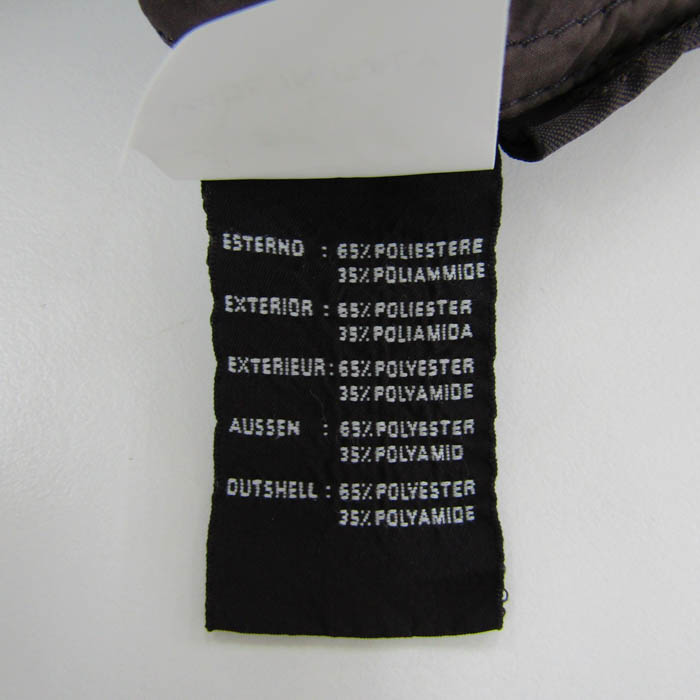 ESTERNO : 65% POLIESTERE
35% POLIAMMIDE
EXTERIOR : 65% POLIESTER
35% POLIAMIDA
EXTERIEUR : 65% POLYESTER
35% POLYAMIDE
AUSSEN : 65% POLYESTER
35% POLYAMID
OUTSHELL : 65% POLYESTER
35% POLYAMIDE